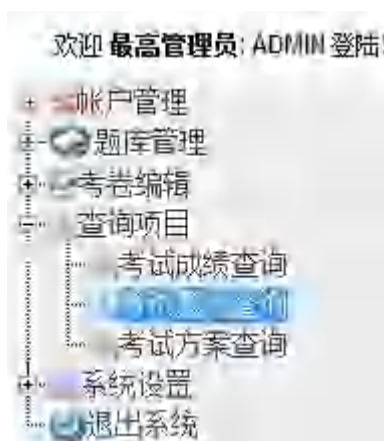 欢迎 最高管理员: ADMIN 登陆!
帐户管理
题库管理
考卷编辑
查询项目
考试成绩查询
查询
考试方案查询
系统设置
退出系统